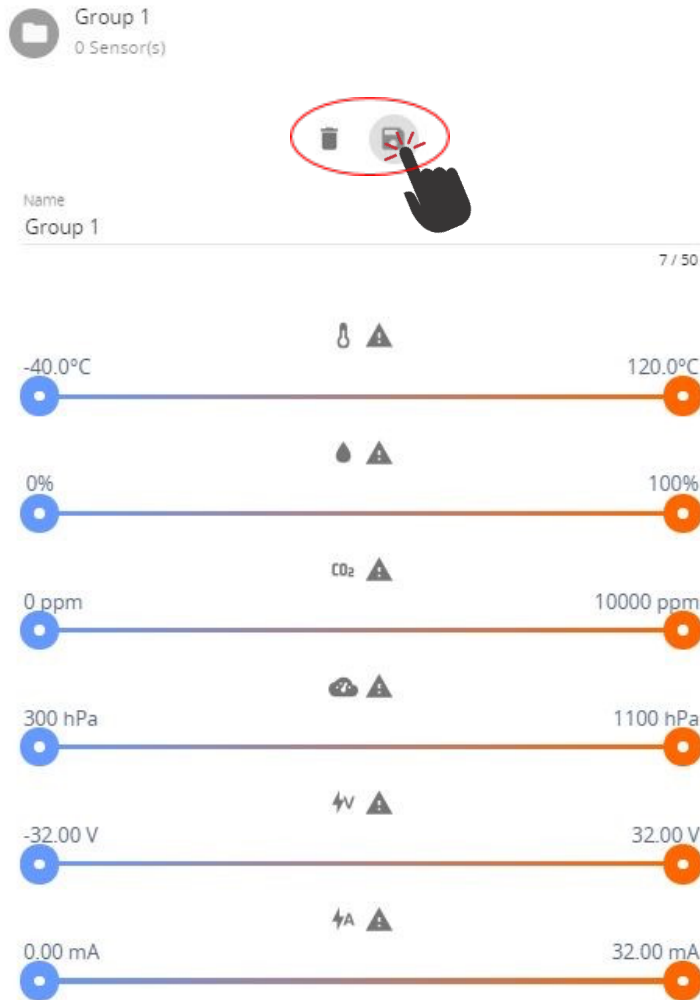 Group 1
0 Sensor(s)
Name
Group 1
7 / 50
-40.0°C 120.0°C
0% 100%
CO₂
0 ppm 10000 ppm
300 hPa 1100 hPa
V
-32.00 V 32.00 V
A
0.00 mA 32.00 mA